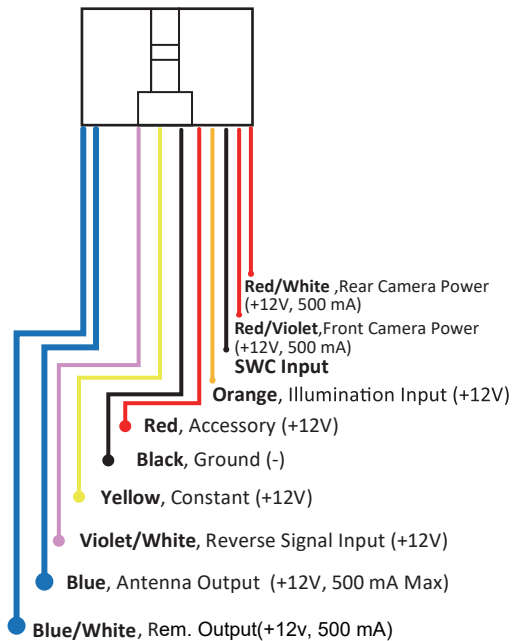 Red/White ,Rear Camera Power
(+12V, 500 mA)
Red/Violet,Front Camera Power
(+12V, 500 mA)
SWC Input
Orange, Illumination Input (+12V)
Red, Accessory (+12V)
Black, Ground (-)
Yellow, Constant (+12V)
Violet/White, Reverse Signal Input (+12V)
Blue, Antenna Output (+12V, 500 mA Max)
Blue/White, Rem. Output(+12v, 500 mA)